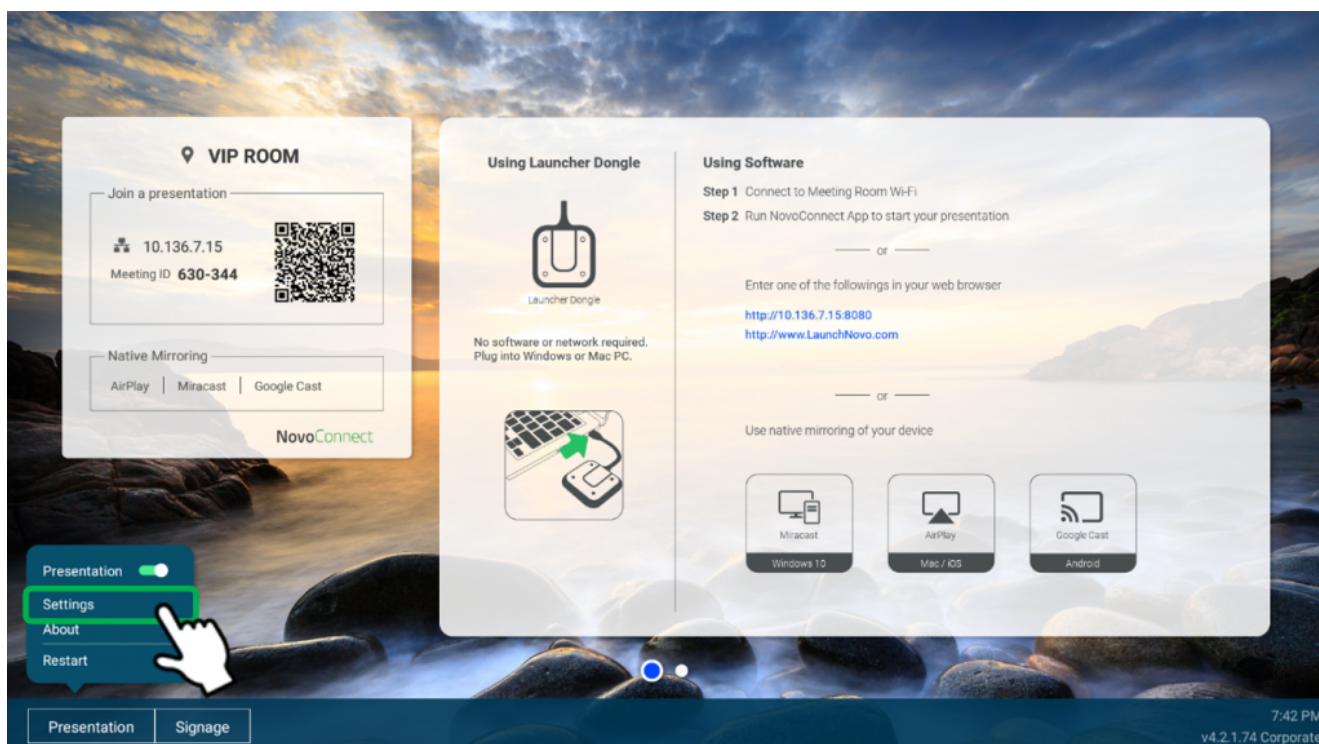 VIP ROOM
Join a presentation
10.136.7.15
Meeting ID 630-344
Native Mirroring
AirPlay | Miracast | Google Cast
NovoConnect
Using Launcher Dongle
Launcher Dongle
No software or network required.
Plug into Windows or Mac PC.
Using Software
Step 1 Connect to Meeting Room Wi-Fi
Step 2 Run NovoConnect App to start your presentation
or
Enter one of the followings in your web browser
http://10.136.7.15:8080
http://www.LaunchNovo.com
or
Use native mirroring of your device
Miracast
Windows 10
AirPlay
Mac / iOS
Google Cast
Android
Presentation
Settings
About
Restart
Presentation
Signage
7:42 PM
v4.2.1.74 Corporate